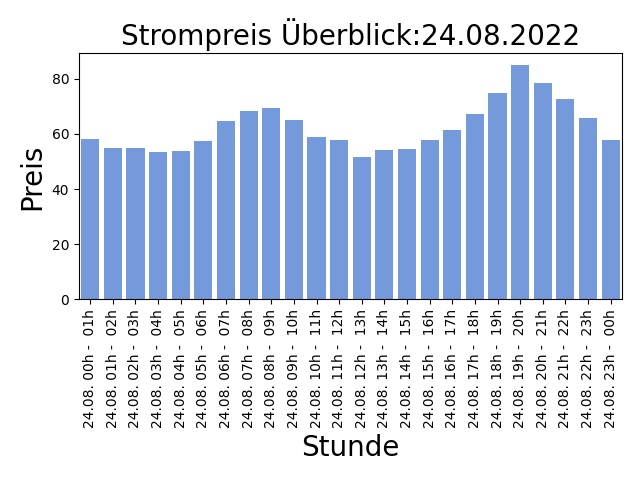 Strompreis Überblick:24.08.2022
Preis
80
60
40
20
0
24.08. 00h - 01h
24.08. 01h - 02h
24.08. 02h - 03h
24.08. 03h - 04h
24.08. 04h - 05h
24.08. 05h - 06h
24.08. 06h - 07h
24.08. 07h - 08h
24.08. 08h - 09h
24.08. 09h - 10h
24.08. 10h - 11h
24.08. 11h - 12h
24.08. 12h - 13h
24.08. 13h - 14h
24.08. 14h - 15h
24.08. 15h - 16h
24.08. 16h - 17h
24.08. 17h - 18h
24.08. 18h - 19h
24.08. 19h - 20h
24.08. 20h - 21h
24.08. 21h - 22h
24.08. 22h - 23h
24.08. 23h - 00h
Stunde